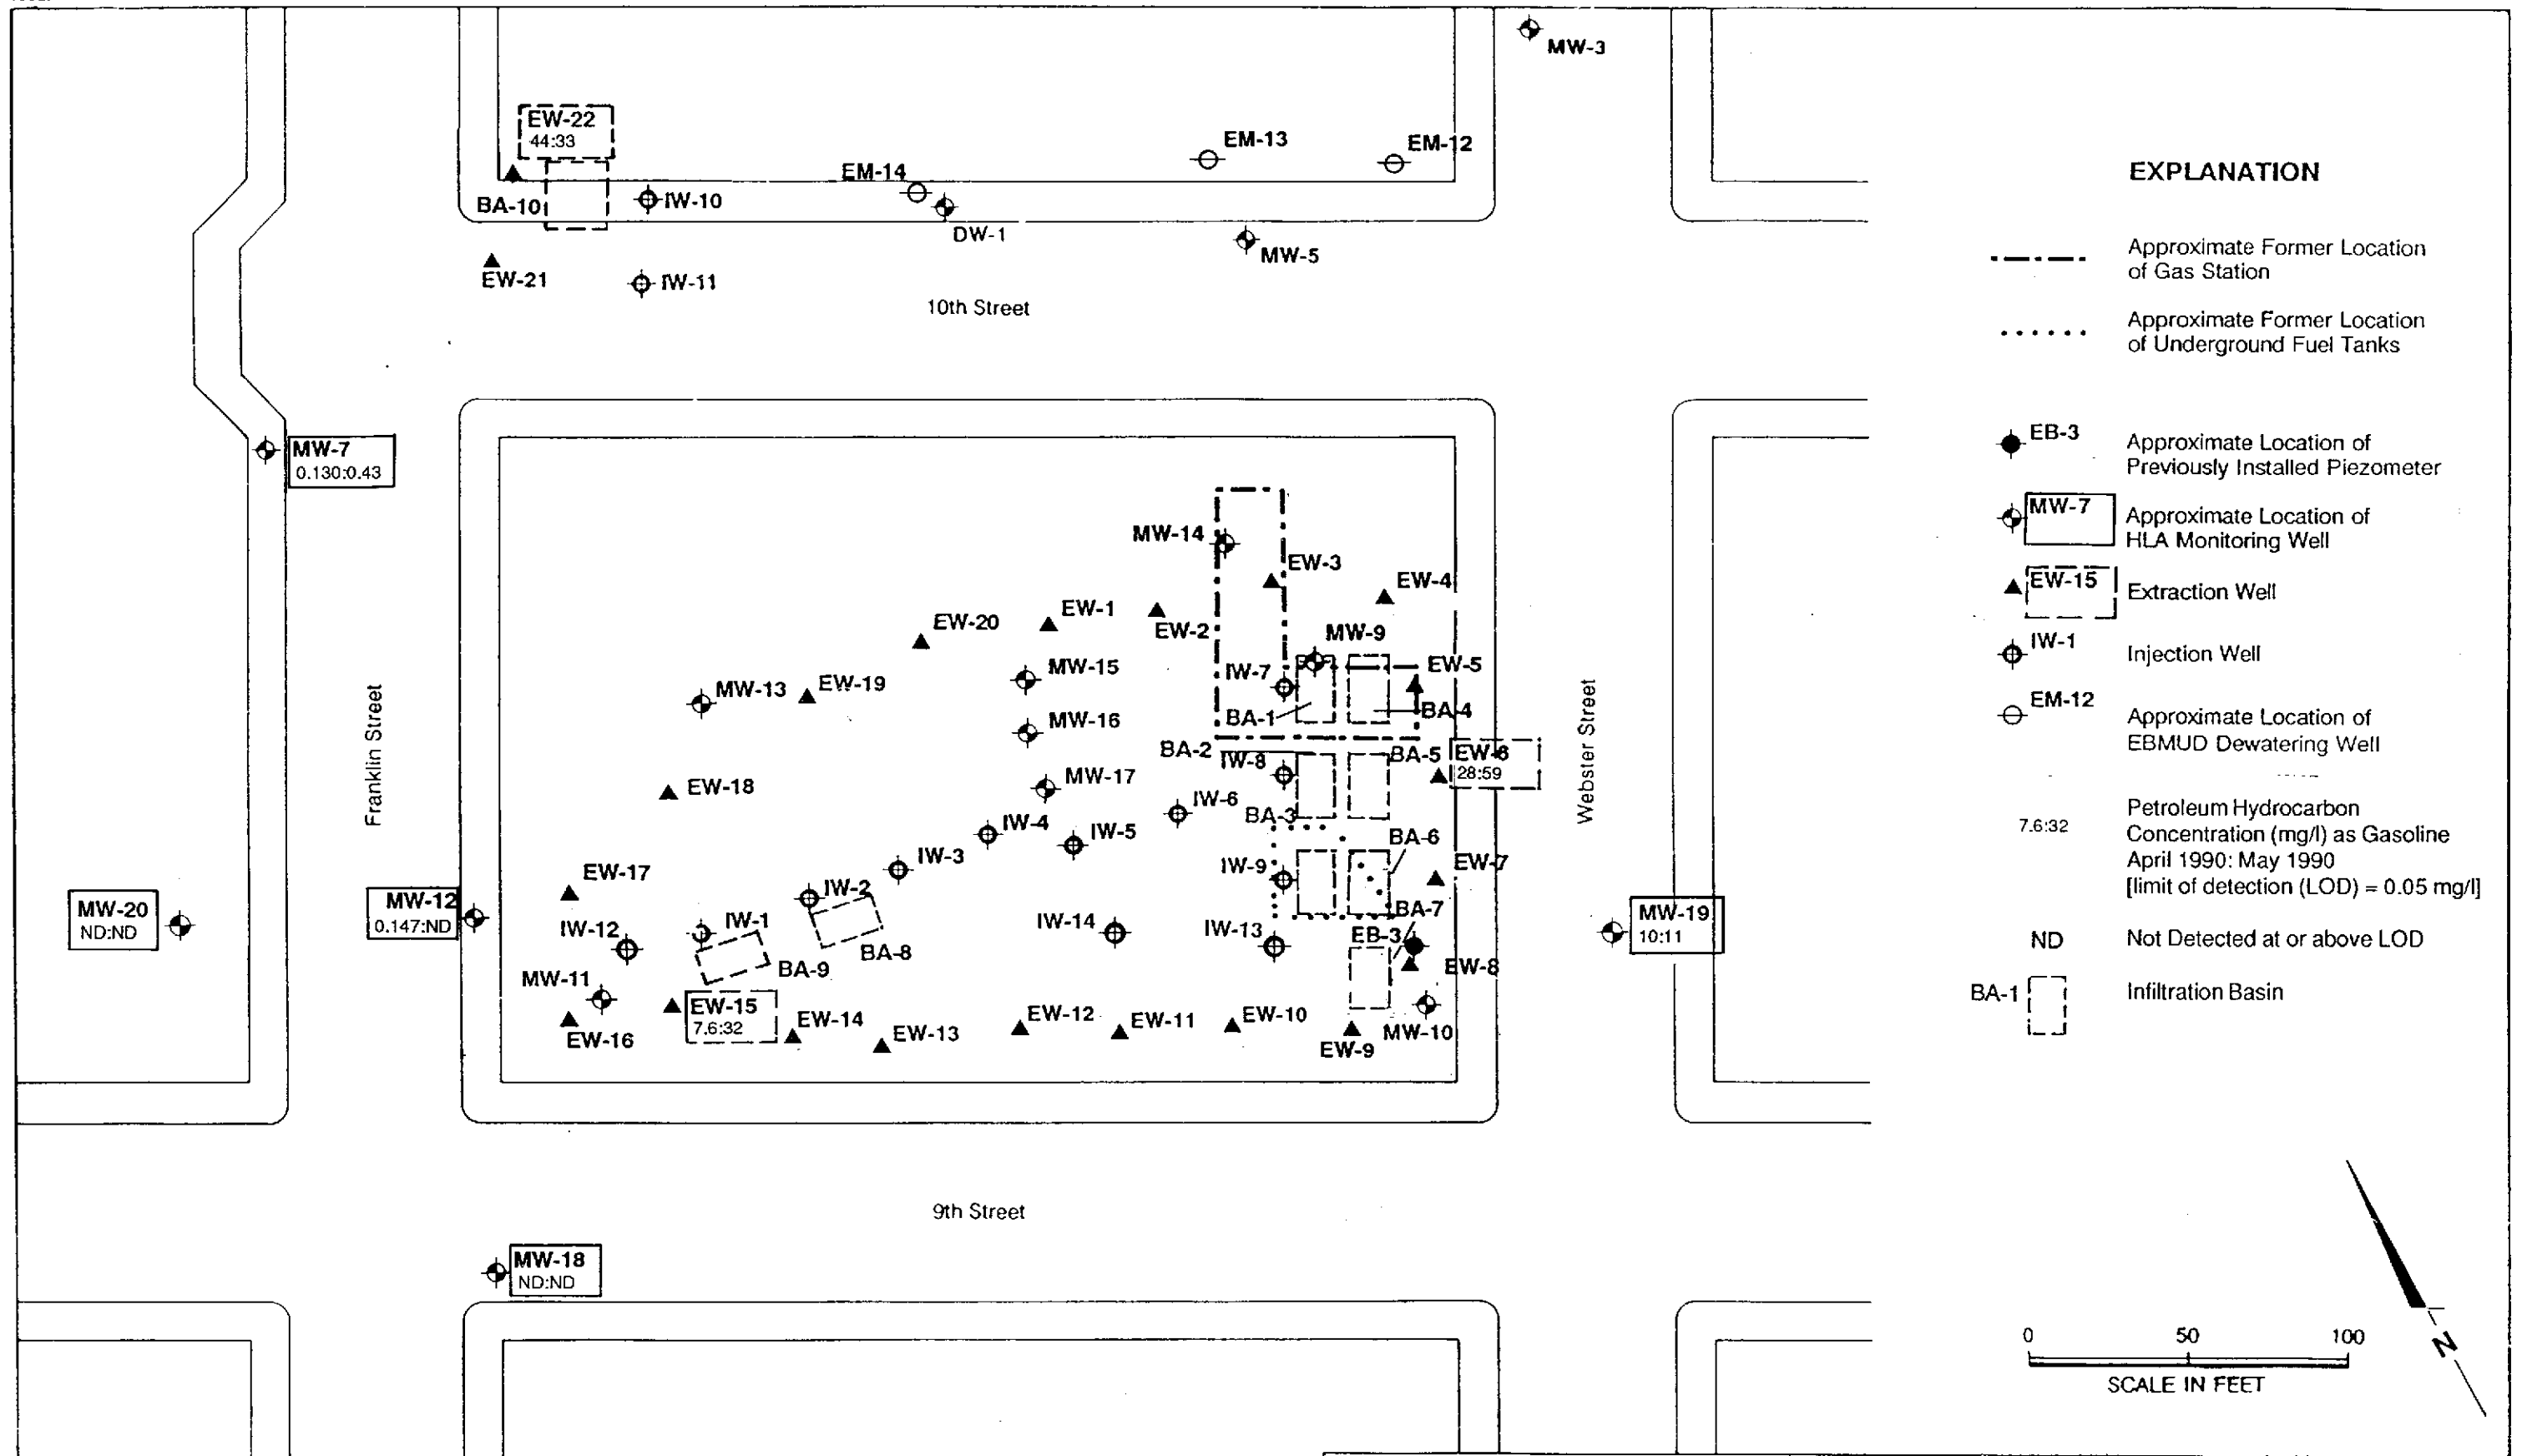 MW-3
EW-22
44:33
EM-13
EM-12
EM-14
BA-10
IW-10
DW-1
MW-5
EW-21
IW-11
10th Street
MW-7
0.130:0.43
MW-14
EW-3
EW-4
EW-1
EW-20
EW-2
MW-9
MW-15
EW-5
IW-7
MW-13
EW-19
BA-1
BA-4
MW-16
BA-2
IW-8
BA-5
EW-6
28:59
MW-17
EW-18
Franklin Street
Webster Street
IW-6
BA-3
IW-4
IW-5
BA-6
IW-3
IW-9
EW-7
EW-17
IW-2
MW-20
ND:ND
MW-12
0.147:ND
IW-12
IW-1
BA-8
BA-9
IW-14
IW-13
BA-7
EB-3
EW-8
MW-19
10:11
MW-11
EW-15
7.6:32
EW-16
EW-14
EW-13
EW-12
EW-11
EW-10
EW-9
MW-10
9th Street
MW-18
ND:ND
EXPLANATION
Approximate Former Location
of Gas Station
Approximate Former Location
of Underground Fuel Tanks
EB-3
Approximate Location of
Previously Installed Piezometer
MW-7
Approximate Location of
HLA Monitoring Well
EW-15
Extraction Well
IW-1
Injection Well
EM-12
Approximate Location of
EBMUD Dewatering Well
7.6:32
Petroleum Hydrocarbon
Concentration (mg/l) as Gasoline
April 1990: May 1990
[limit of detection (LOD) = 0.05 mg/l]
ND
Not Detected at or above LOD
BA-1
Infiltration Basin
N
0 50 100
SCALE IN FEET